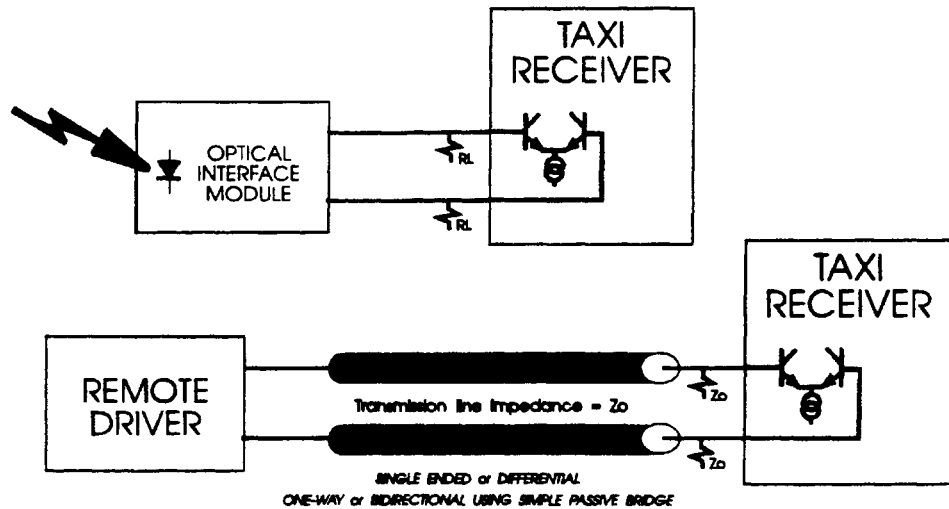 TAXI
RECEIVER
OPTICAL
INTERFACE
MODULE
RL
RL
TAXI
RECEIVER
REMOTE
DRIVER
Zo
Transmission line impedance = Zo
Zo
SINGLE ENDED or DIFFERENTIAL
ONE-WAY or BIDIRECTIONAL USING SIMPLE PASSIVE BRIDGE